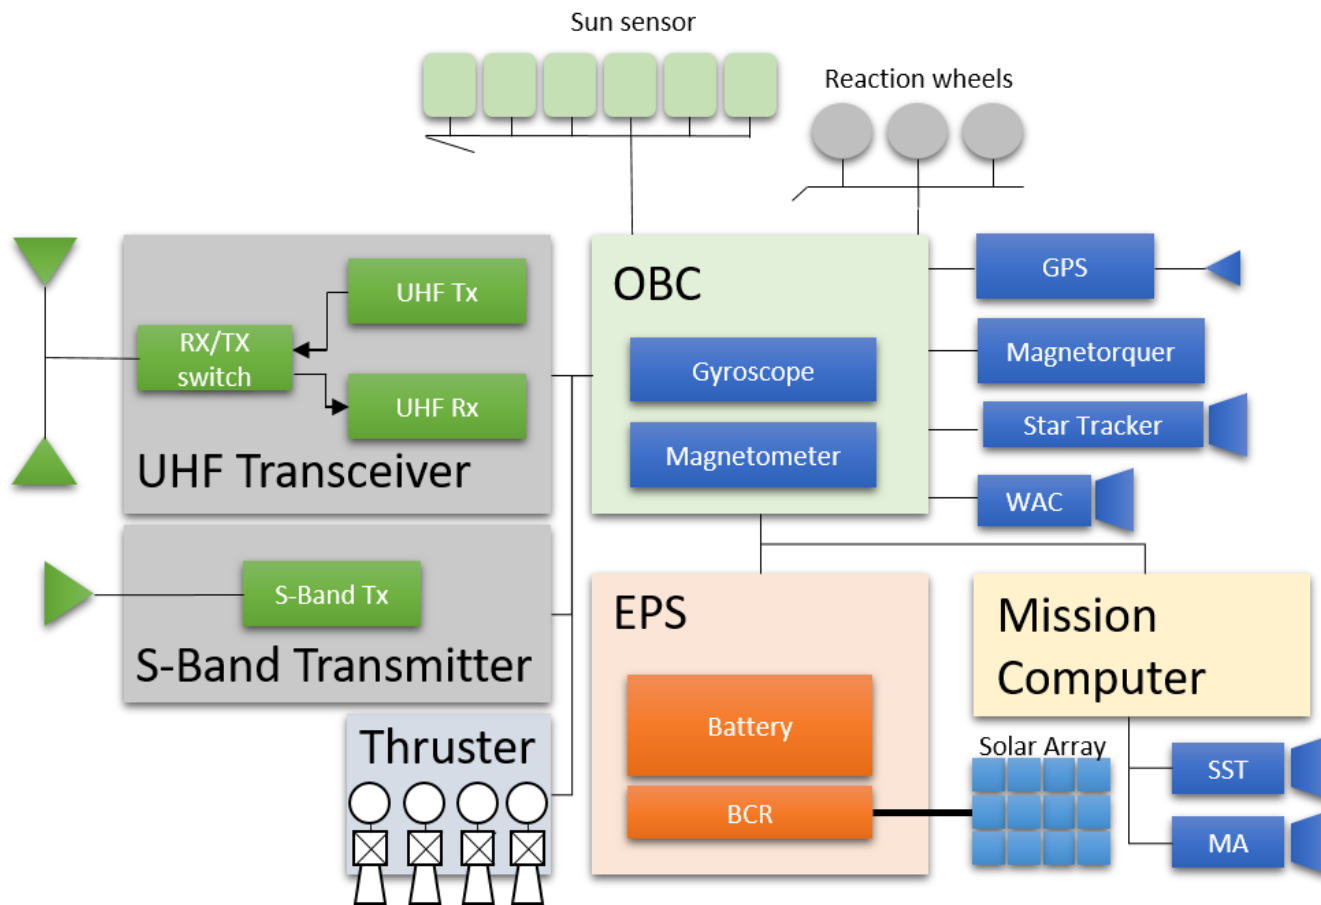 Sun sensor
Reaction wheels
OBC
GPS
UHF Tx
RX/TX
switch
Gyroscope
Magnetorquer
UHF Rx
Star Tracker
Magnetometer
UHF Transceiver
WAC
S-Band Tx
EPS
Mission
Computer
S-Band Transmitter
Battery
Thruster
Solar Array
SST
BCR
MA